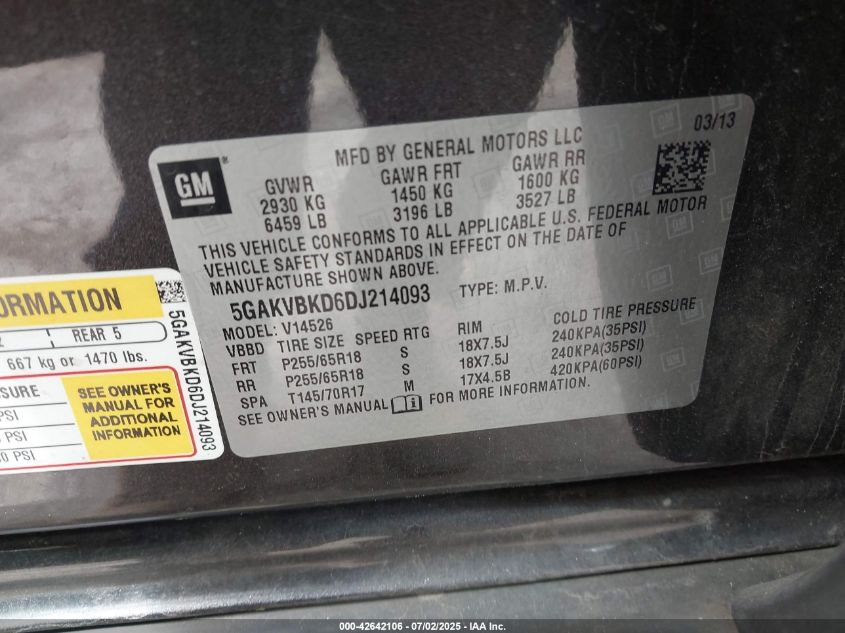 03/13
MFD BY GENERAL MOTORS LLC
GM ®
GVWR GAWR FRT GAWR RR
2930 KG 1450 KG 1600 KG
6459 LB 3196 LB 3527 LB
THIS VEHICLE CONFORMS TO ALL APPLICABLE U.S. FEDERAL MOTOR
VEHICLE SAFETY STANDARDS IN EFFECT ON THE DATE OF
MANUFACTURE SHOWN ABOVE.
5GAKVBKD6DJ214093 TYPE: M.P.V.
MODEL: V14526
VBBD TIRE SIZE SPEED RTG RIM COLD TIRE PRESSURE
FRT P255/65R18 S 18X7.5J 240KPA(35PSI)
RR P255/65R18 S 18X7.5J 240KPA(35PSI)
SPA T145/70R17 M 17X4.5B 420KPA(60PSI)
SEE OWNER'S MANUAL i FOR MORE INFORMATION.
ORMATION
REAR 5
667 kg or 1470 lbs.
SURE
PSI
PSI
0 PSI
SEE OWNER'S
MANUAL FOR
ADDITIONAL
INFORMATION
5GAKVBKD6DJ214093
000-42642106 - 07/02/2025 - IAA Inc.